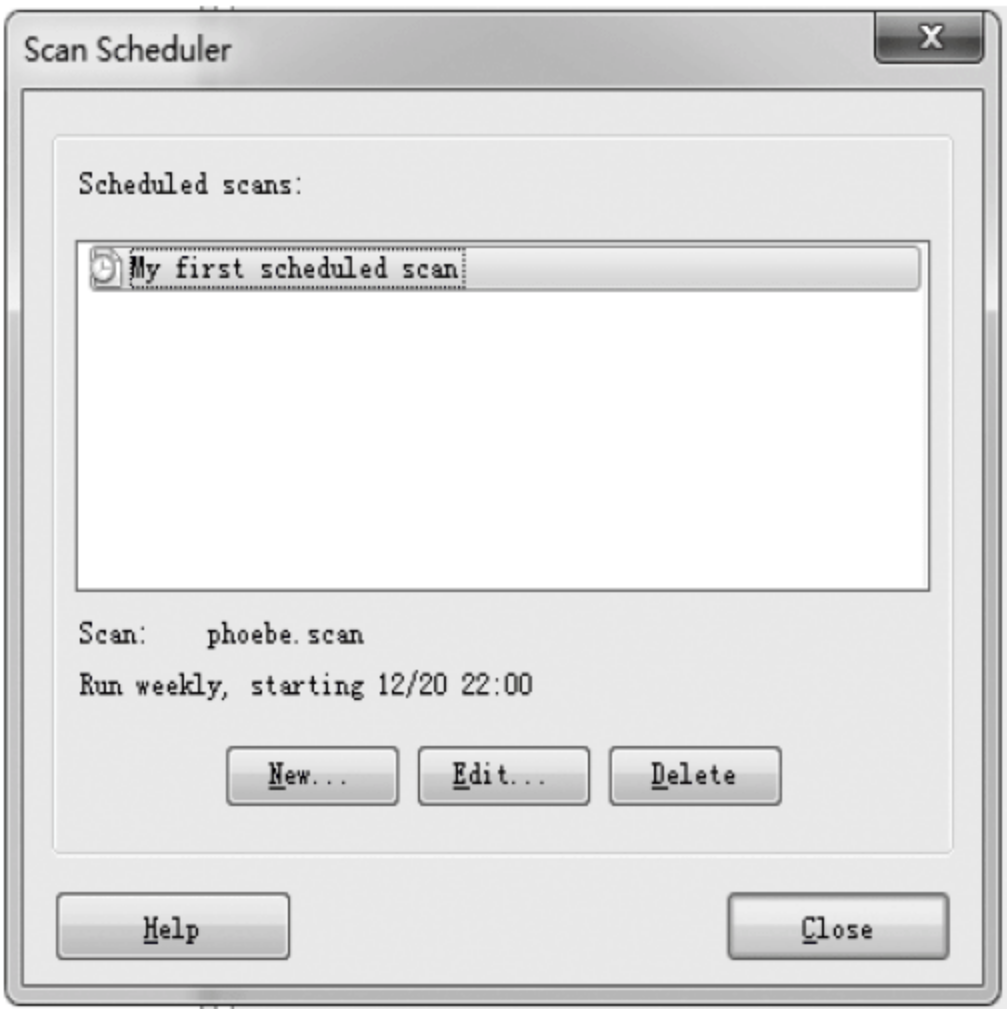 Scan Scheduler
Scheduled scans:
My first scheduled scan
Scan: phoebe.scan
Run weekly, starting 12/20 22:00
New... Edit... Delete
Help Close